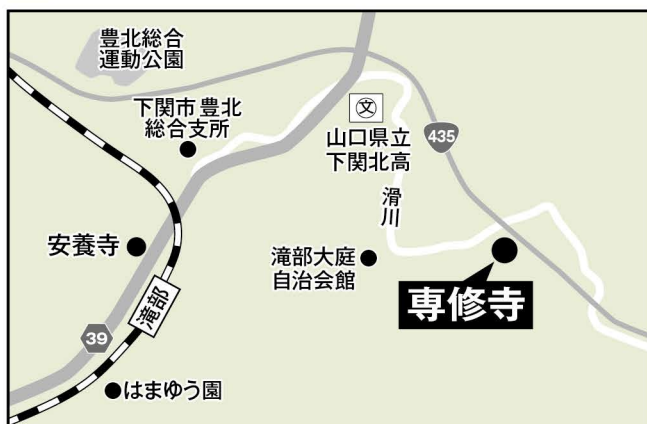 豊北総合
運動公園
下関市豊北
総合支所
文
山口県立
下関北高
435
滑川
安養寺
滝部大庭
自治会館
専修寺
滝部
39
はまゆう園